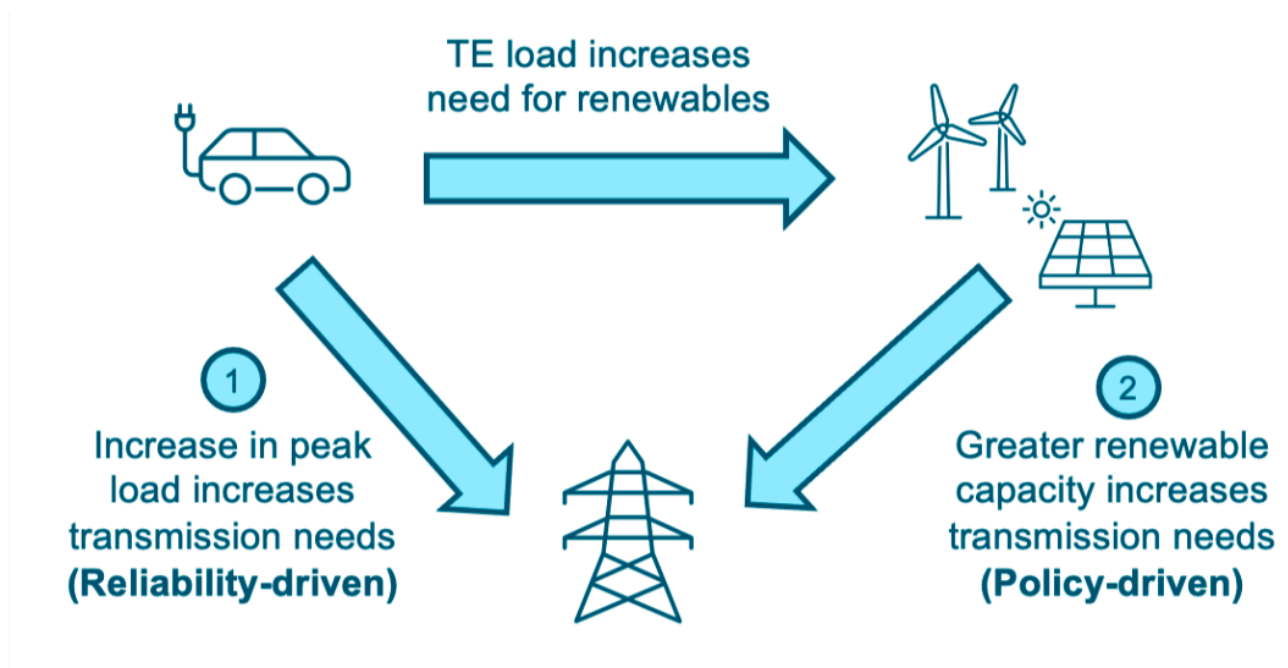 TE load increases
need for renewables
1
Increase in peak
load increases
transmission needs
(Reliability-driven)
2
Greater renewable
capacity increases
transmission needs
(Policy-driven)